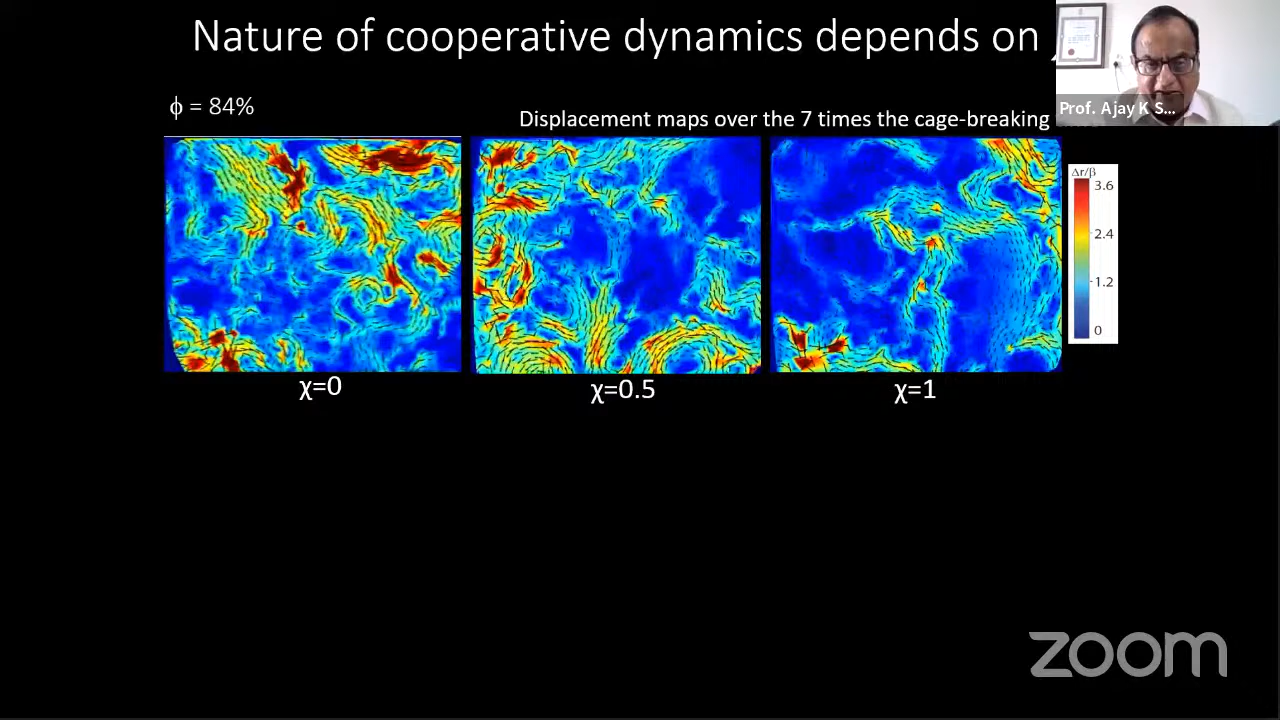 Nature of cooperative dynamics depends on
Prof. Ajay K S...
ϕ = 84%
Displacement maps over the 7 times the cage-breaking
Δr/β
3.6
2.4
1.2
0
χ=0
χ=0.5
χ=1
zoom